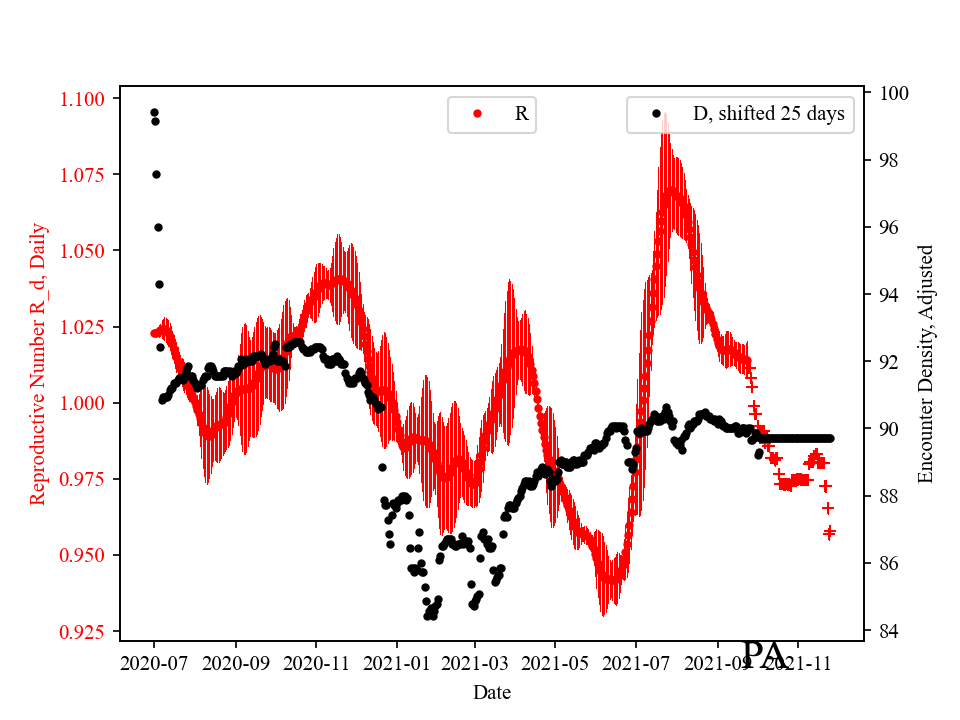 R
D, shifted 25 days
Reproductive Number R_d, Daily
1.100
1.075
1.050
1.025
1.000
0.975
0.950
0.925
100
98
96
94
92
90
88
86
84
Encounter Density, Adjusted
2020-07 2020-09 2020-11 2021-01 2021-03 2021-05 2021-07 2021-09 2021-11
PA
Date